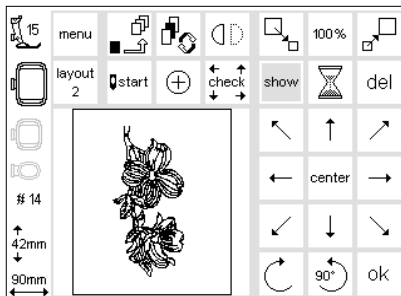 15
menu
100%
layout
2
start
check
show
del
# 14
center
42mm
90mm
90°
ok